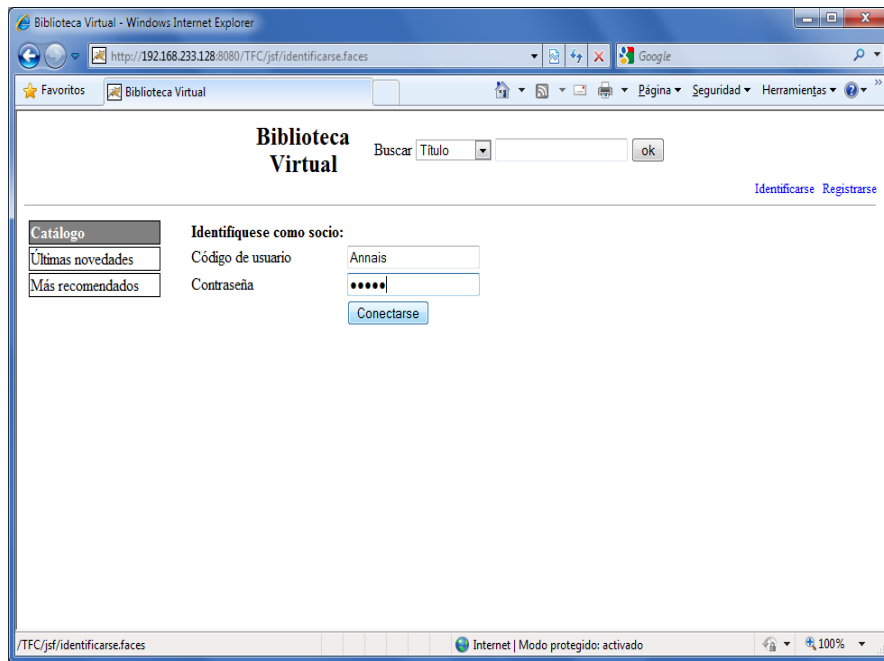 Biblioteca Virtual - Windows Internet Explorer
http://192.168.233.128:8080/TFC/jsf/identificarse.faces
Google
Favoritos
Biblioteca Virtual
Página
Seguridad
Herramientas
Biblioteca
Virtual
Buscar
Título
ok
Identificarse Registrarse
Catálogo
Últimas novedades
Más recomendados
Identifíquese como socio:
Código de usuario
Annais
Contraseña
•••••
Conectarse
/TFC/jsf/identificarse.faces
Internet | Modo protegido: activado
100%